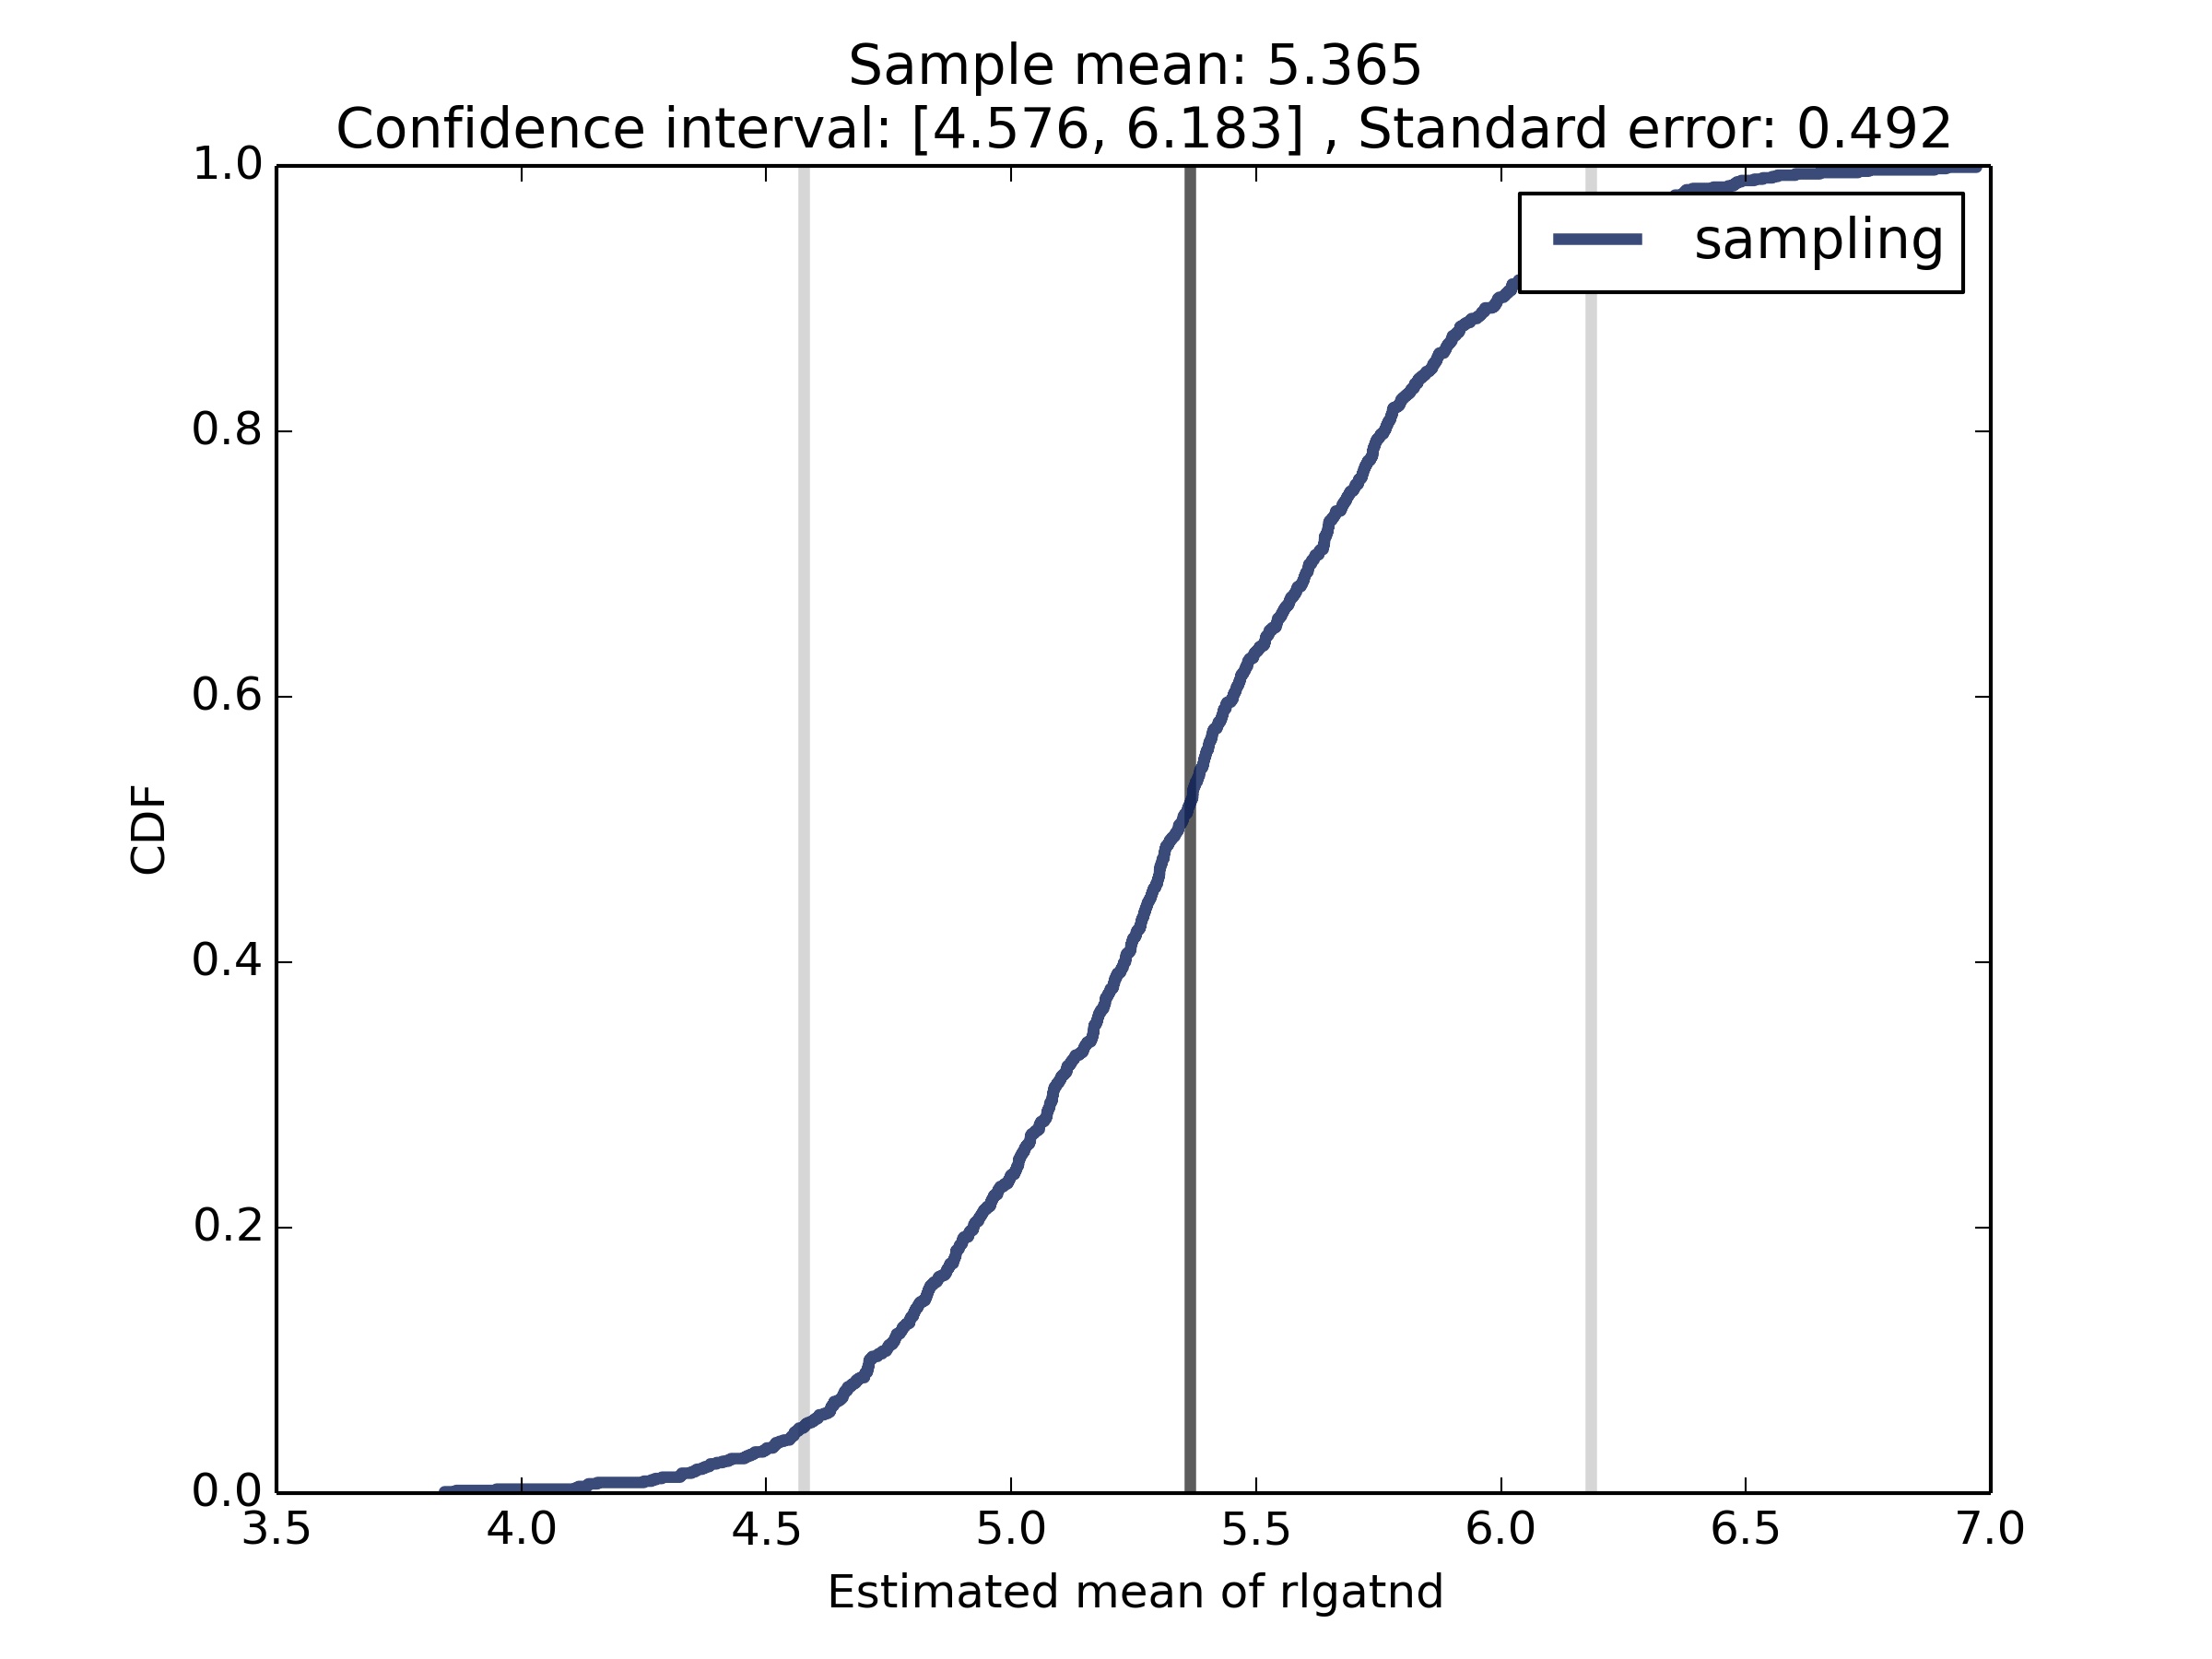 Sample mean: 5.365
Confidence interval: [4.576, 6.183] , Standard error: 0.492
1.0
sampling
0.8
0.6
CDF
0.4
0.2
0.0
3.5 4.0 4.5 5.0 5.5 6.0 6.5 7.0
Estimated mean of rlgatnd